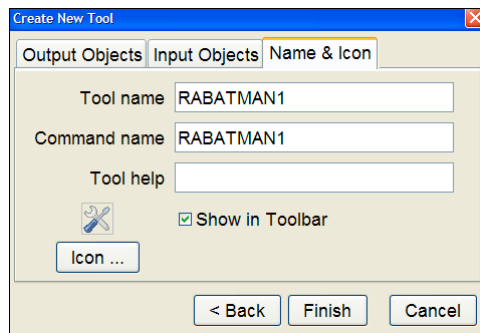 Create New Tool
Output Objects Input Objects Name & Icon
Tool name RABATMAN1
Command name RABATMAN1
Tool help
Show in Toolbar
Icon ...
< Back Finish Cancel